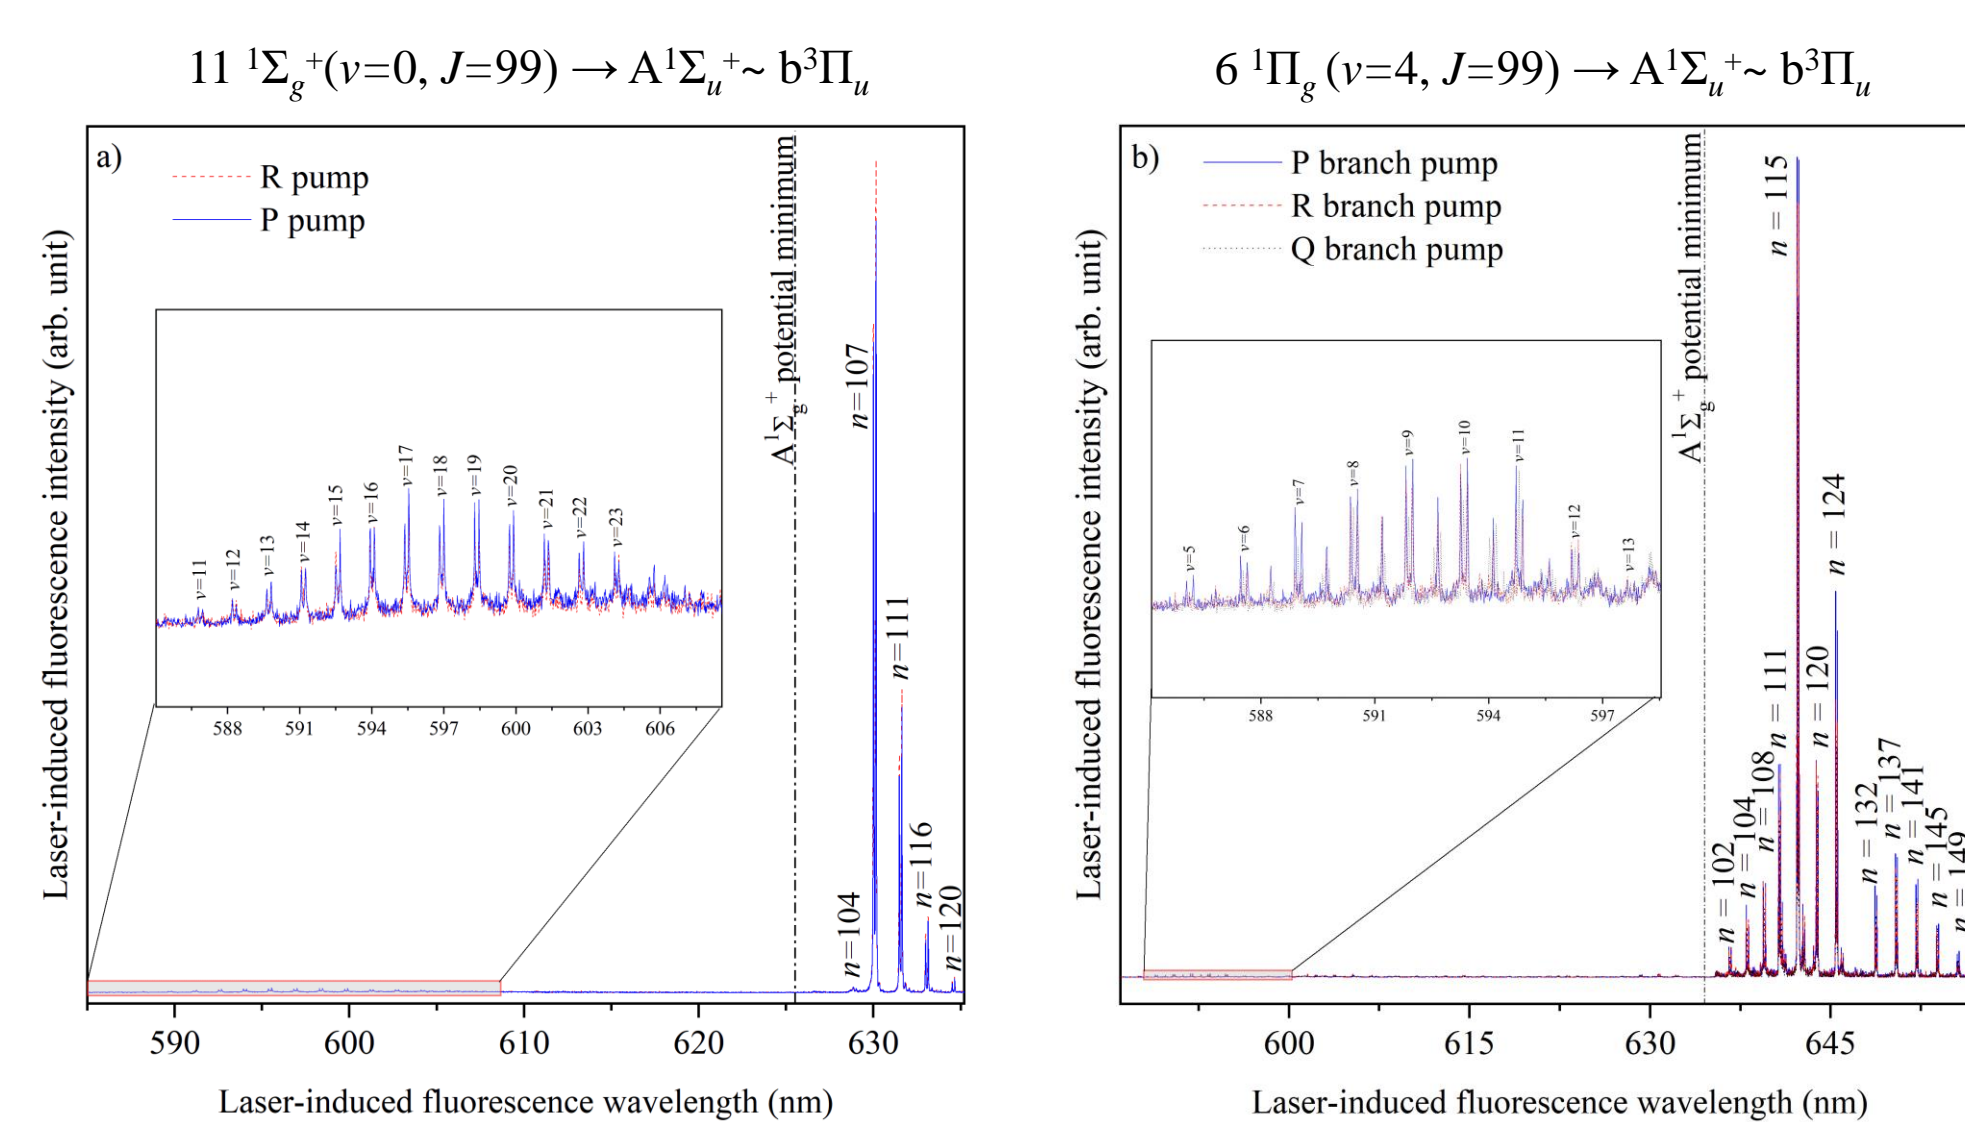 11 ¹Σg⁺(v=0, J=99) → A¹Σu⁺~ b³Πu
a)
R pump
P pump
A¹Σg⁺ potential minimum
n=104
n=107
n=111
n=116
n=120
v=11
v=12
v=13
v=14
v=15
v=16
v=17
v=18
v=19
v=20
v=21
v=22
v=23
588 591 594 597 600 603 606
590 600 610 620 630
Laser-induced fluorescence wavelength (nm)
Laser-induced fluorescence intensity (arb. unit)
6 ¹Πg (v=4, J=99) → A¹Σu⁺~ b³Πu
b)
P branch pump
R branch pump
Q branch pump
A¹Σg⁺ potential minimum
n = 102
n = 104
n = 108
n = 111
n = 115
n = 120
n = 124
n = 132
n = 137
n = 141
n = 145
n = 149
v=5
v=6
v=7
v=8
v=9
v=10
v=11
v=12
v=13
588 591 594 597
600 615 630 645
Laser-induced fluorescence wavelength (nm)
Laser-induced fluorescence intensity (arb. unit)